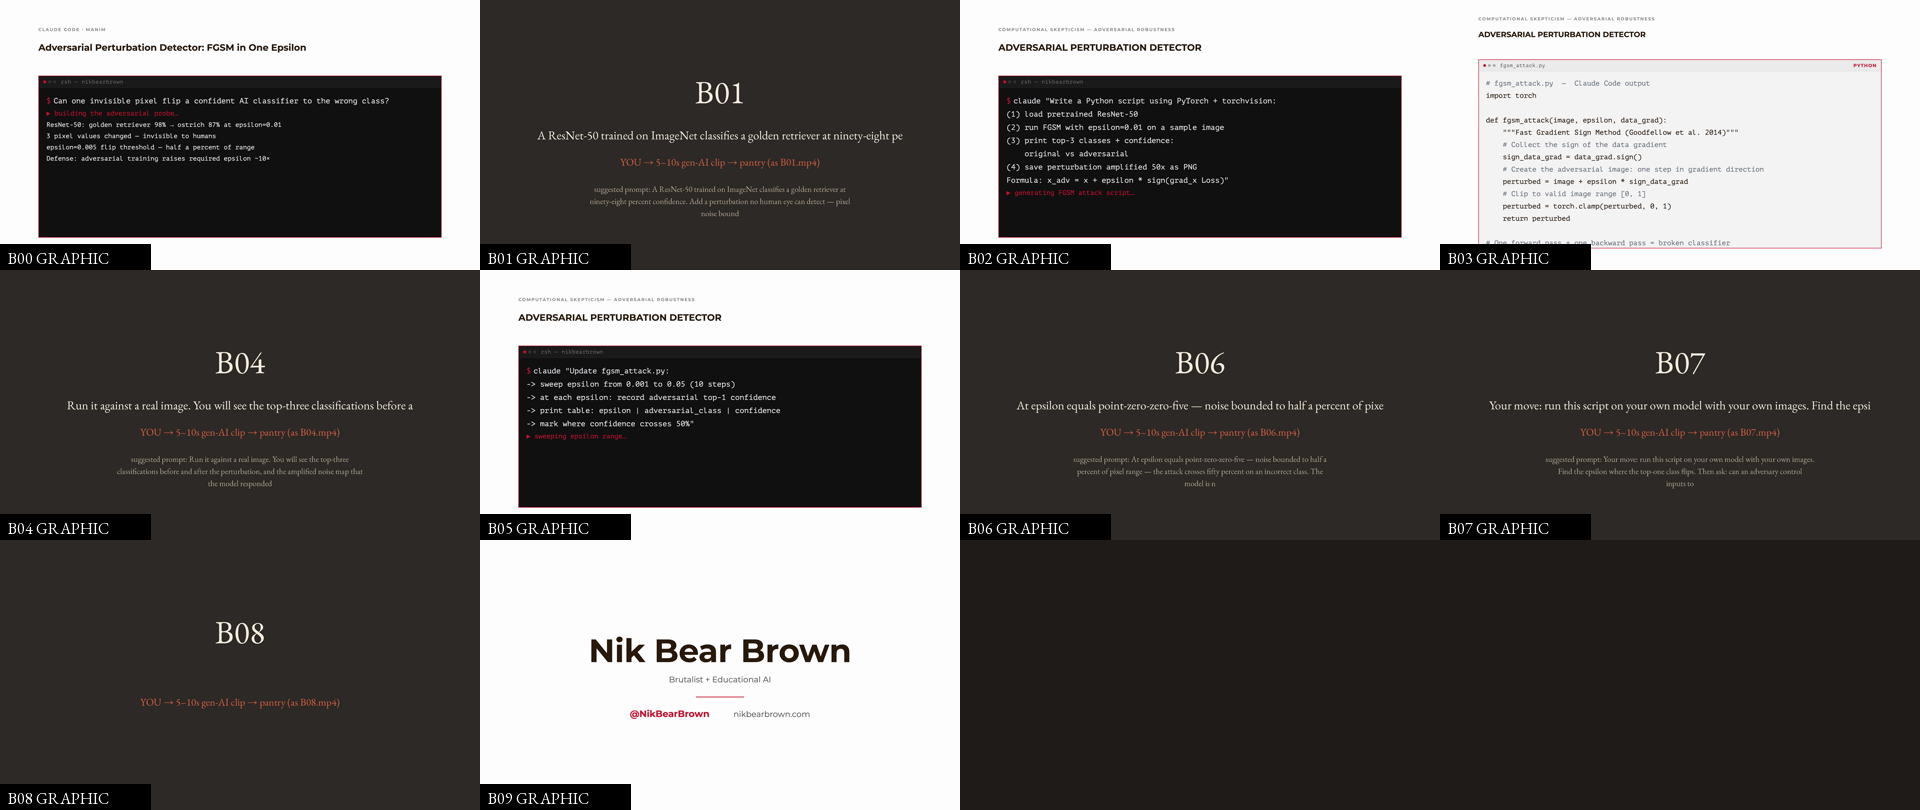 CLAUDE CODE · MANIM
Adversarial Perturbation Detector: FGSM in One Epsilon
zsh — nikbearbrown
$ Can one invisible pixel flip a confident AI classifier to the wrong class?
▶ building the adversarial probe…
ResNet-50: golden retriever 98% → ostrich 87% at epsilon=0.01
3 pixel values changed — invisible to humans
epsilon=0.005 flip threshold — half a percent of range
Defense: adversarial training raises required epsilon ~10×
B00 GRAPHIC
B01
A ResNet-50 trained on ImageNet classifies a golden retriever at ninety-eight pe
YOU → 5–10s gen-AI clip → pantry (as B01.mp4)
suggested prompt: A ResNet-50 trained on ImageNet classifies a golden retriever at
ninety-eight percent confidence. Add a perturbation no human eye can detect — pixel
noise bound
B01 GRAPHIC
COMPUTATIONAL SKEPTICISM — ADVERSARIAL ROBUSTNESS
ADVERSARIAL PERTURBATION DETECTOR
zsh — nikbearbrown
$ claude "Write a Python script using PyTorch + torchvision:
(1) load pretrained ResNet-50
(2) run FGSM with epsilon=0.01 on a sample image
(3) print top-3 classes + confidence:
original vs adversarial
(4) save perturbation amplified 50x as PNG
Formula: x_adv = x + epsilon * sign(grad_x Loss)"
▶ generating FGSM attack script…
B02 GRAPHIC
COMPUTATIONAL SKEPTICISM — ADVERSARIAL ROBUSTNESS
ADVERSARIAL PERTURBATION DETECTOR
fgsm_attack.py
PYTHON
# fgsm_attack.py — Claude Code output
import torch
def fgsm_attack(image, epsilon, data_grad):
"""Fast Gradient Sign Method (Goodfellow et al. 2014)"""
# Collect the sign of the data gradient
sign_data_grad = data_grad.sign()
# Create the adversarial image: one step in gradient direction
perturbed = image + epsilon * sign_data_grad
# Clip to valid image range [0, 1]
perturbed = torch.clamp(perturbed, 0, 1)
return perturbed
# One forward pass + one backward pass = broken classifier
B03 GRAPHIC
B04
Run it against a real image. You will see the top-three classifications before a
YOU → 5–10s gen-AI clip → pantry (as B04.mp4)
suggested prompt: Run it against a real image. You will see the top-three
classifications before and after the perturbation, and the amplified noise map that
the model responded
B04 GRAPHIC
COMPUTATIONAL SKEPTICISM — ADVERSARIAL ROBUSTNESS
ADVERSARIAL PERTURBATION DETECTOR
zsh — nikbearbrown
$ claude "Update fgsm_attack.py:
-> sweep epsilon from 0.001 to 0.05 (10 steps)
-> at each epsilon: record adversarial top-1 confidence
-> print table: epsilon | adversarial_class | confidence
-> mark where confidence crosses 50%"
▶ sweeping epsilon range…
B05 GRAPHIC
B06
At epsilon equals point-zero-zero-five — noise bounded to half a percent of pixe
YOU → 5–10s gen-AI clip → pantry (as B06.mp4)
suggested prompt: At epsilon equals point-zero-zero-five — noise bounded to half a
percent of pixel range — the attack crosses fifty percent on an incorrect class. The
model is n
B06 GRAPHIC
B07
Your move: run this script on your own model with your own images. Find the epsi
YOU → 5–10s gen-AI clip → pantry (as B07.mp4)
suggested prompt: Your move: run this script on your own model with your own images.
Find the epsilon where the top-one class flips. Then ask: can an adversary control
inputs to
B07 GRAPHIC
B08
YOU → 5–10s gen-AI clip → pantry (as B08.mp4)
B08 GRAPHIC
Nik Bear Brown
Brutalist + Educational AI
@NikBearBrown nikbearbrown.com
B09 GRAPHIC